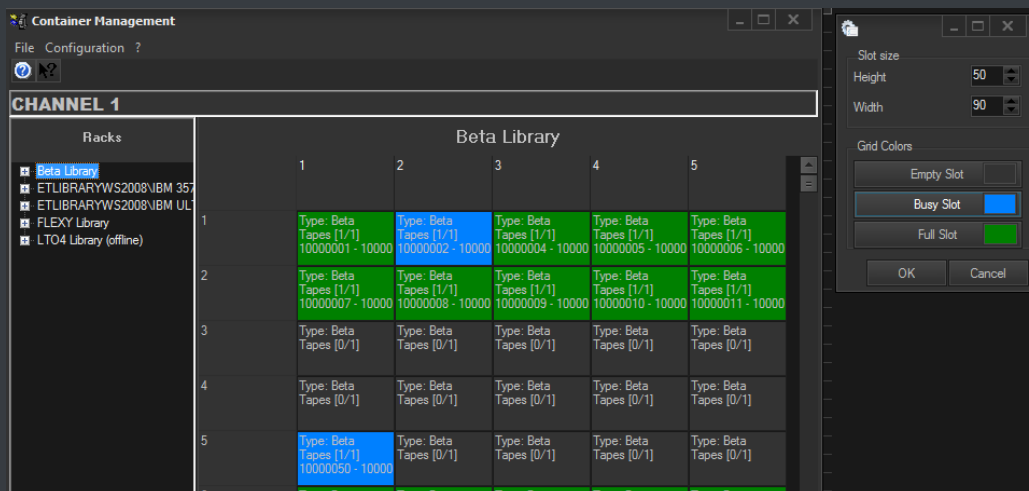 Container Management
File Configuration ?
CHANNEL 1
Racks
Beta Library
ETLIBRARYWS2008\IBM 357
ETLIBRARYWS2008\IBM UL
FLEXY Library
LTO4 Library (offline)
Beta Library
1 2 3 4 5
1
Type: Beta Type: Beta Type: Beta Type: Beta Type: Beta
Tapes [1/1] Tapes [1/1] Tapes [1/1] Tapes [1/1] Tapes [1/1]
10000001 - 10000 10000002 - 10000 10000004 - 10000 10000005 - 10000 10000006 - 10000
2
Type: Beta Type: Beta Type: Beta Type: Beta Type: Beta
Tapes [1/1] Tapes [1/1] Tapes [1/1] Tapes [1/1] Tapes [1/1]
10000007 - 10000 10000008 - 10000 10000009 - 10000 10000010 - 10000 10000011 - 10000
3
Type: Beta Type: Beta Type: Beta Type: Beta Type: Beta
Tapes [0/1] Tapes [0/1] Tapes [0/1] Tapes [0/1] Tapes [0/1]
4
Type: Beta Type: Beta Type: Beta Type: Beta Type: Beta
Tapes [0/1] Tapes [0/1] Tapes [0/1] Tapes [0/1] Tapes [0/1]
5
Type: Beta Type: Beta Type: Beta Type: Beta Type: Beta
Tapes [1/1] Tapes [0/1] Tapes [0/1] Tapes [0/1] Tapes [0/1]
10000050 - 10000
Slot size
Height 50
Width 90
Grid Colors
Empty Slot
Busy Slot
Full Slot
OK Cancel